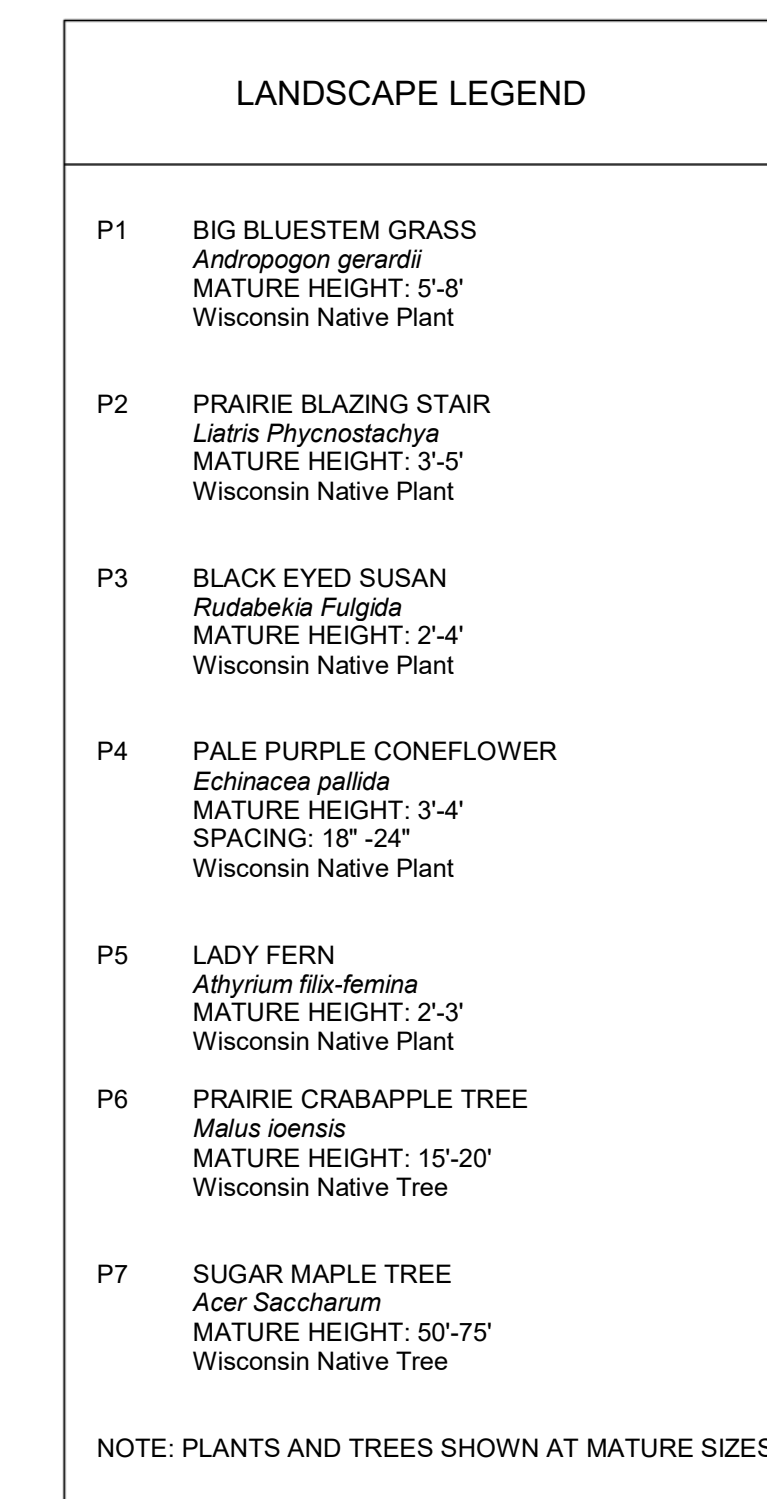 LANDSCAPE LEGEND
P1 BIG BLUESTEM GRASS
Andropogon gerardii
MATURE HEIGHT: 5'-8'
Wisconsin Native Plant
P2 PRAIRIE BLAZING STAIR
Liatris Phycnostachya
MATURE HEIGHT: 3'-5'
Wisconsin Native Plant
P3 BLACK EYED SUSAN
Rudabekia Fulgida
MATURE HEIGHT: 2'-4'
Wisconsin Native Plant
P4 PALE PURPLE CONEFLOWER
Echinacea pallida
MATURE HEIGHT: 3'-4'
SPACING: 18" -24"
Wisconsin Native Plant
P5 LADY FERN
Athyrium filix-femina
MATURE HEIGHT: 2'-3'
Wisconsin Native Plant
P6 PRAIRIE CRABAPPLE TREE
Malus ioensis
MATURE HEIGHT: 15'-20'
Wisconsin Native Tree
P7 SUGAR MAPLE TREE
Acer Saccharum
MATURE HEIGHT: 50'-75'
Wisconsin Native Tree
NOTE: PLANTS AND TREES SHOWN AT MATURE SIZES